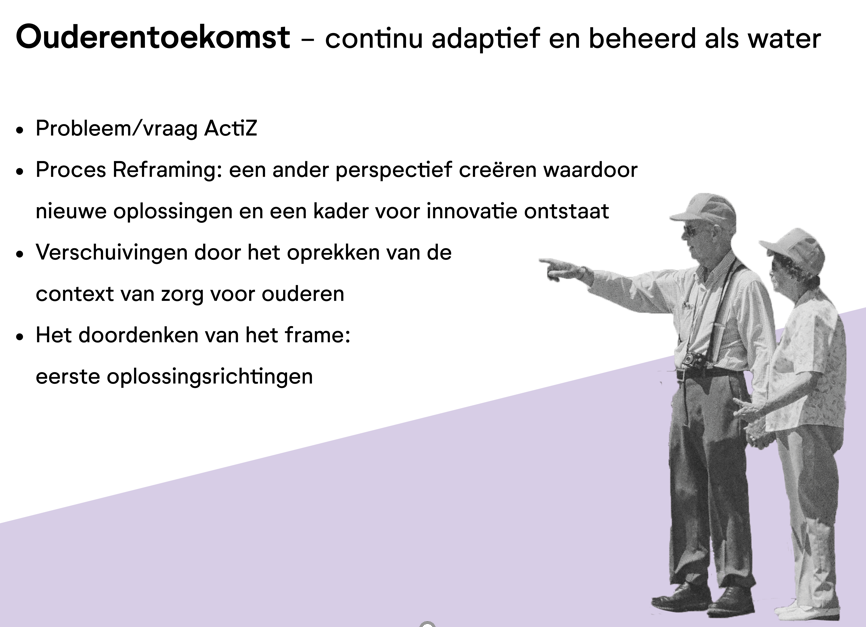 Ouderentoekomst – continu adaptief en beheerd als water
• Probleem/vraag ActiZ
• Proces Reframing: een ander perspectief creëren waardoor
nieuwe oplossingen en een kader voor innovatie ontstaat
• Verschuivingen door het oprekken van de
context van zorg voor ouderen
• Het doordenken van het frame:
eerste oplossingsrichtingen